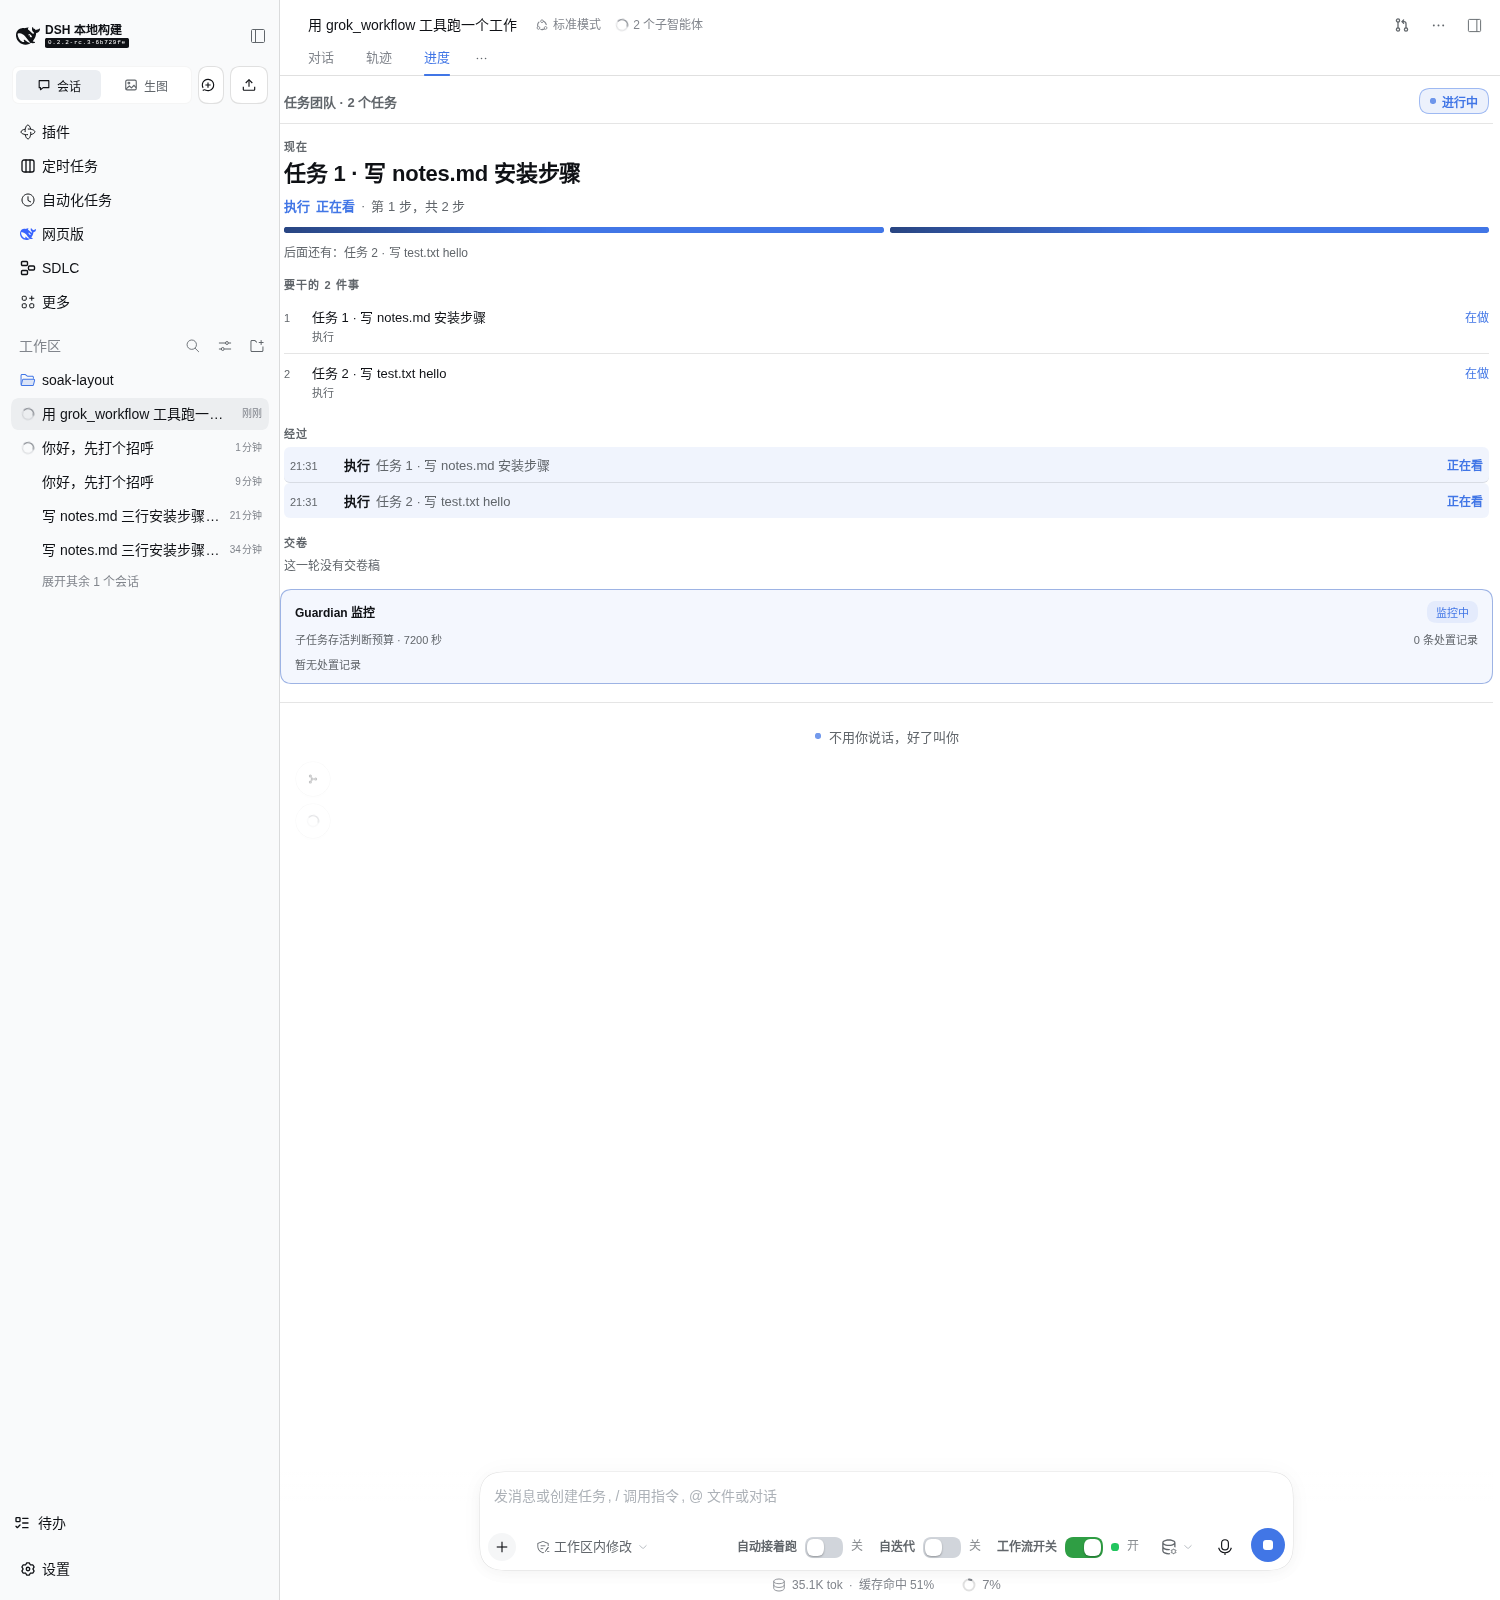 DSH 本地构建
0.2.2-rc.3-6b729fe
会话
生图
插件
定时任务
自动化任务
网页版
SDLC
更多
工作区
soak-layout
用 grok_workflow 工具跑一… 刚刚
你好，先打个招呼 1分钟
你好，先打个招呼 9分钟
写 notes.md 三行安装步骤… 21分钟
写 notes.md 三行安装步骤… 34分钟
展开其余 1 个会话
待办
设置
用 grok_workflow 工具跑一个工作 标准模式 2 个子智能体
对话 轨迹 进度 ···
任务团队 · 2 个任务 进行中
现在
任务 1 · 写 notes.md 安装步骤
执行 正在看 · 第 1 步，共 2 步
后面还有：任务 2 · 写 test.txt hello
要干的 2 件事
1 任务 1 · 写 notes.md 安装步骤 在做
执行
2 任务 2 · 写 test.txt hello 在做
执行
经过
21:31 执行 任务 1 · 写 notes.md 安装步骤 正在看
21:31 执行 任务 2 · 写 test.txt hello 正在看
交卷
这一轮没有交卷稿
Guardian 监控 监控中
子任务存活判断预算 · 7200 秒 0 条处置记录
暂无处置记录
不用你说话，好了叫你
发消息或创建任务, / 调用指令, @ 文件或对话
工作区内修改 自动接着跑 关 自迭代 关 工作流开关 开
35.1K tok · 缓存命中 51% 7%